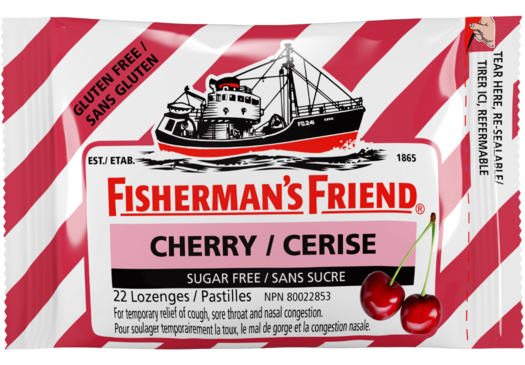 GLUTEN FREE /
SANS GLUTEN
TEAR HERE, RE-SEALABLE/
TIRER ICI, REFERMABLE
FD241
EST./ ETAB.
1865
FISHERMAN'S FRIEND®
CHERRY / CERISE
SUGAR FREE / SANS SUCRE
22 Lozenges / Pastilles NPN 80022853
For temporary relief of cough, sore throat and nasal congestion.
Pour soulager temporairement la toux, le mal de gorge et la congestion nasale.